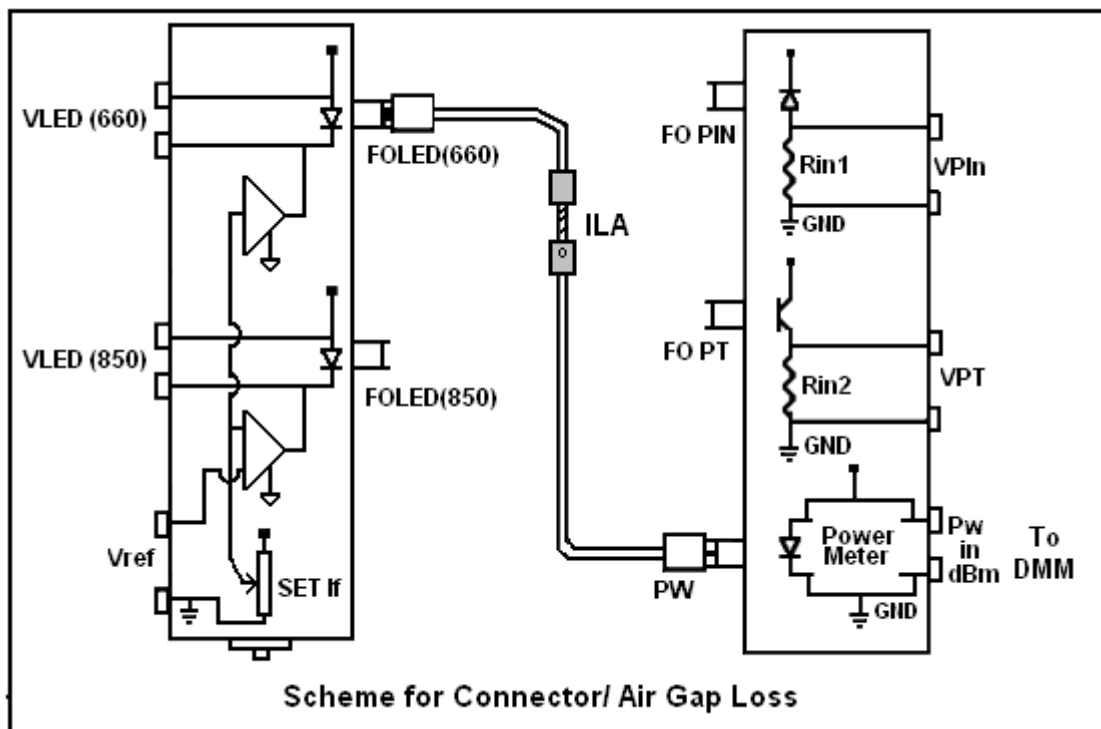 VLED (660)
FOLED(660)
VLED (850)
FOLED(850)
Vref
SET If
ILA
PW
FO PIN
Rin1
VPIn
GND
FO PT
Rin2
VPT
GND
Power
Meter
Pw
in
dBm
To
DMM
GND
Scheme for Connector/ Air Gap Loss